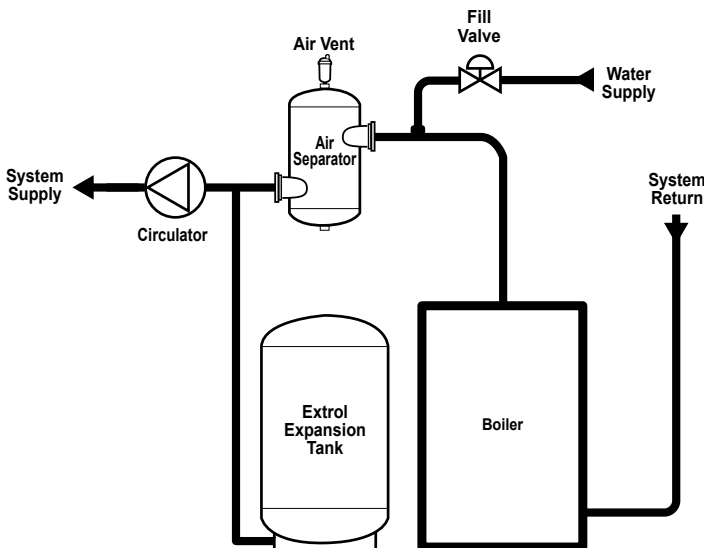 Fill
Valve
Air Vent
Water
Supply
Air
Separator
System
Supply
System
Return
Circulator
Extrol
Expansion
Tank
Boiler